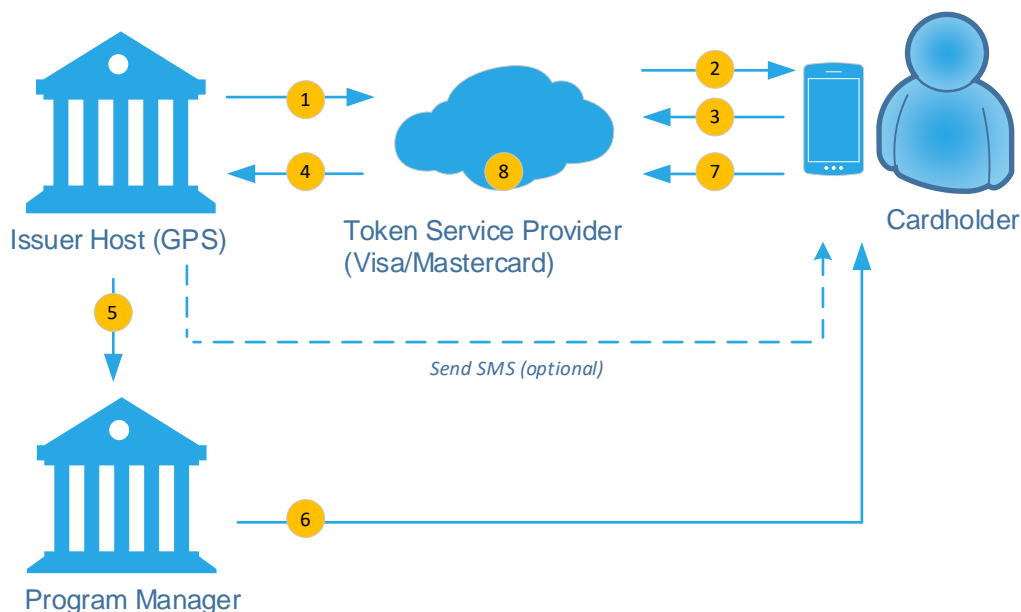 2
1
3
4
8
7
Issuer Host (GPS)
Token Service Provider
(Visa/Mastercard)
Cardholder
5
Send SMS (optional)
6
Program Manager